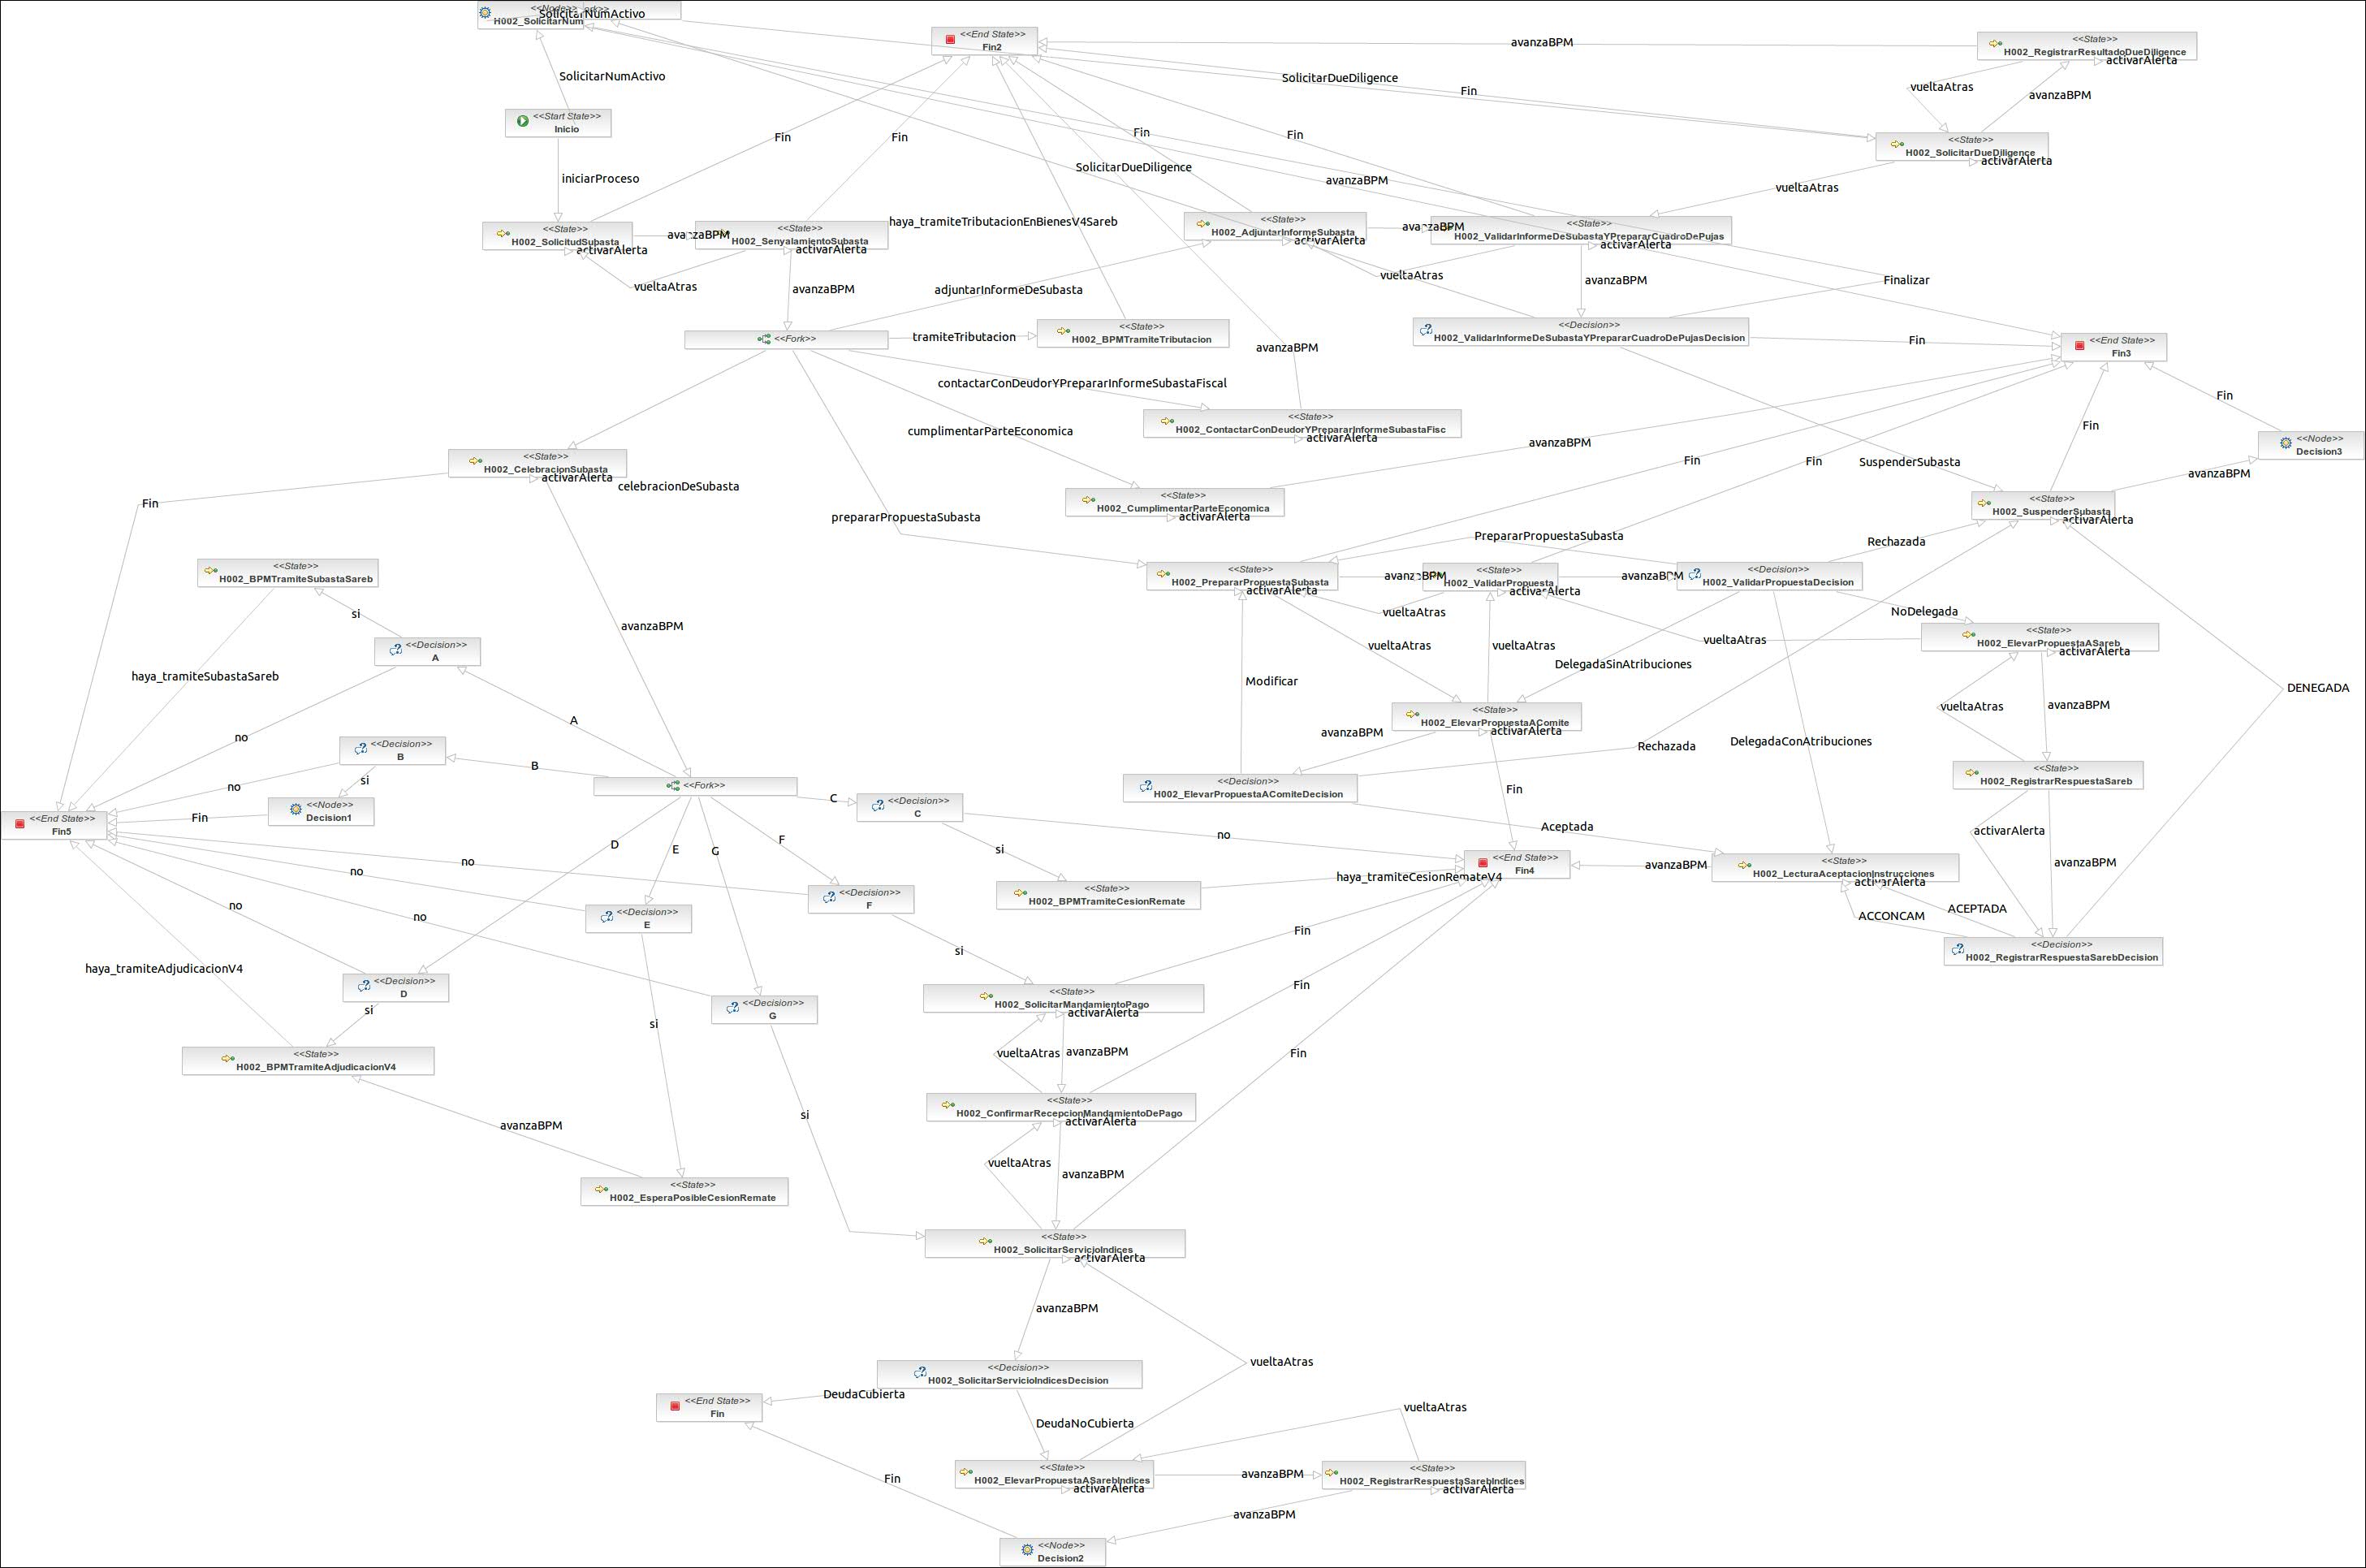 <<Node>>
H002_SolicitarNum
SolicitarNumActivo
<<End State>>
Fin2
<<State>>
H002_RegistrarResultadoDueDiligence
activarAlerta
avanzaBPM
SolicitarNumActivo
SolicitarDueDiligence
Fin
vueltaAtras
avanzaBPM
<<Start State>>
Inicio
Fin
Fin
Fin
Fin
<<State>>
H002_SolicitarDueDiligence
activarAlerta
SolicitarDueDiligence
iniciarProceso
avanzaBPM
vueltaAtras
<<State>>
H002_SolicitudSubasta
activarAlerta
avanzaBPM
<<State>>
H002_SenyalamientoSubasta
activarAlerta
haya_tramiteTributacionEnBienesV4Sareb
<<State>>
H002_AdjuntarInformeSubasta
activarAlerta
avanzaBPM
<<State>>
H002_ValidarInformeDeSubastaYPrepararCuadroDePujas
activarAlerta
vueltaAtras
avanzaBPM
adjuntarInformeDeSubasta
vueltaAtras
avanzaBPM
Finalizar
<<Fork>>
tramiteTributacion
<<State>>
H002_BPMTramiteTributacion
avanzaBPM
<<Decision>>
H002_ValidarInformeDeSubastaYPrepararCuadroDePujasDecision
Fin
<<End State>>
Fin3
contactarConDeudorYPrepararInformeSubastaFiscal
Fin
<<State>>
H002_ContactarConDeudorYPrepararInformeSubastaFisc
activarAlerta
cumplimentarParteEconomica
avanzaBPM
Fin
<<Node>>
Decision3
<<State>>
H002_CelebracionSubasta
activarAlerta
celebracionDeSubasta
Fin
Fin
Fin
SuspenderSubasta
avanzaBPM
<<State>>
H002_CumplimentarParteEconomica
activarAlerta
<<State>>
H002_SuspenderSubasta
activarAlerta
prepararPropuestaSubasta
PrepararPropuestaSubasta
Rechazada
<<State>>
H002_BPMTramiteSubastaSareb
<<State>>
H002_PrepararPropuestaSubasta
activarAlerta
avanzaBPM
<<State>>
H002_ValidarPropuesta
activarAlerta
avanzaBPM
<<Decision>>
H002_ValidarPropuestaDecision
si
avanzaBPM
vueltaAtras
NoDelegada
<<Decision>>
A
vueltaAtras
vueltaAtras
vueltaAtras
<<State>>
H002_ElevarPropuestaASareb
activarAlerta
haya_tramiteSubastaSareb
Modificar
DelegadaSinAtribuciones
DENEGADA
no
A
<<State>>
H002_ElevarPropuestaAComite
activarAlerta
avanzaBPM
vueltaAtras
avanzaBPM
<<Decision>>
B
B
Rechazada
DelegadaConAtribuciones
no
si
<<Fork>>
<<Decision>>
H002_ElevarPropuestaAComiteDecision
Fin
<<State>>
H002_RegistrarRespuestaSareb
<<End State>>
Fin5
Fin
<<Node>>
Decision1
C
<<Decision>>
C
no
Aceptada
activarAlerta
D
E
G
F
si
<<End State>>
Fin4
avanzaBPM
<<State>>
H002_LecturaAceptacionInstrucciones
activarAlerta
avanzaBPM
no
no
haya_tramiteCesionRemateV4
<<State>>
H002_BPMTramiteCesionRemate
<<Decision>>
F
no
no
<<Decision>>
E
si
Fin
ACCONCAM
ACEPTADA
<<Decision>>
H002_RegistrarRespuestaSarebDecision
haya_tramiteAdjudicacionV4
<<Decision>>
D
si
<<Decision>>
G
<<State>>
H002_SolicitarMandamientoPago
activarAlerta
Fin
si
<<State>>
H002_BPMTramiteAdjudicacionV4
vueltaAtras
avanzaBPM
Fin
avanzaBPM
si
<<State>>
H002_ConfirmarRecepcionMandamientoDePago
activarAlerta
vueltaAtras
avanzaBPM
<<State>>
H002_EsperaPosibleCesionRemate
<<State>>
H002_SolicitarServicioIndices
activarAlerta
avanzaBPM
<<Decision>>
H002_SolicitarServicioIndicesDecision
vueltaAtras
DeudaCubierta
<<End State>>
Fin
DeudaNoCubierta
vueltaAtras
<<State>>
H002_ElevarPropuestaASarebIndices
activarAlerta
avanzaBPM
<<State>>
H002_RegistrarRespuestaSarebIndices
activarAlerta
Fin
avanzaBPM
<<Node>>
Decision2